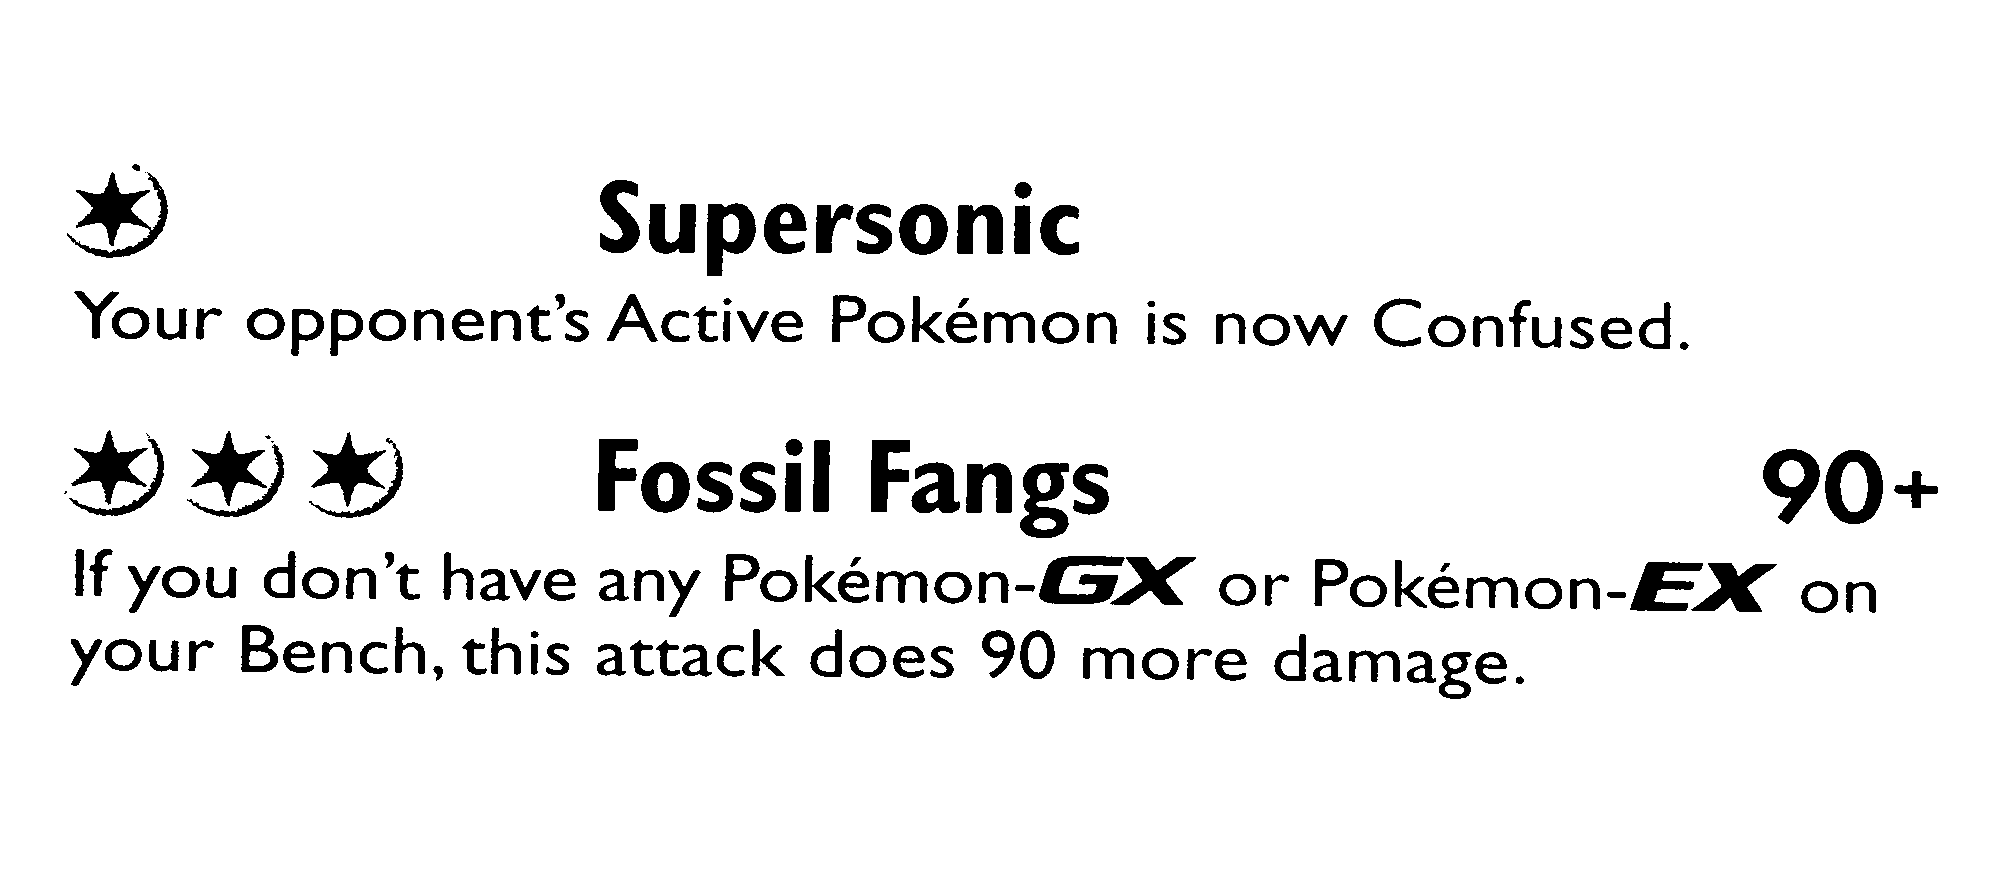 Supersonic
Your opponent's Active Pokémon is now Confused.
Fossil Fangs 90+
If you don't have any Pokémon-GX or Pokémon-EX on
your Bench, this attack does 90 more damage.